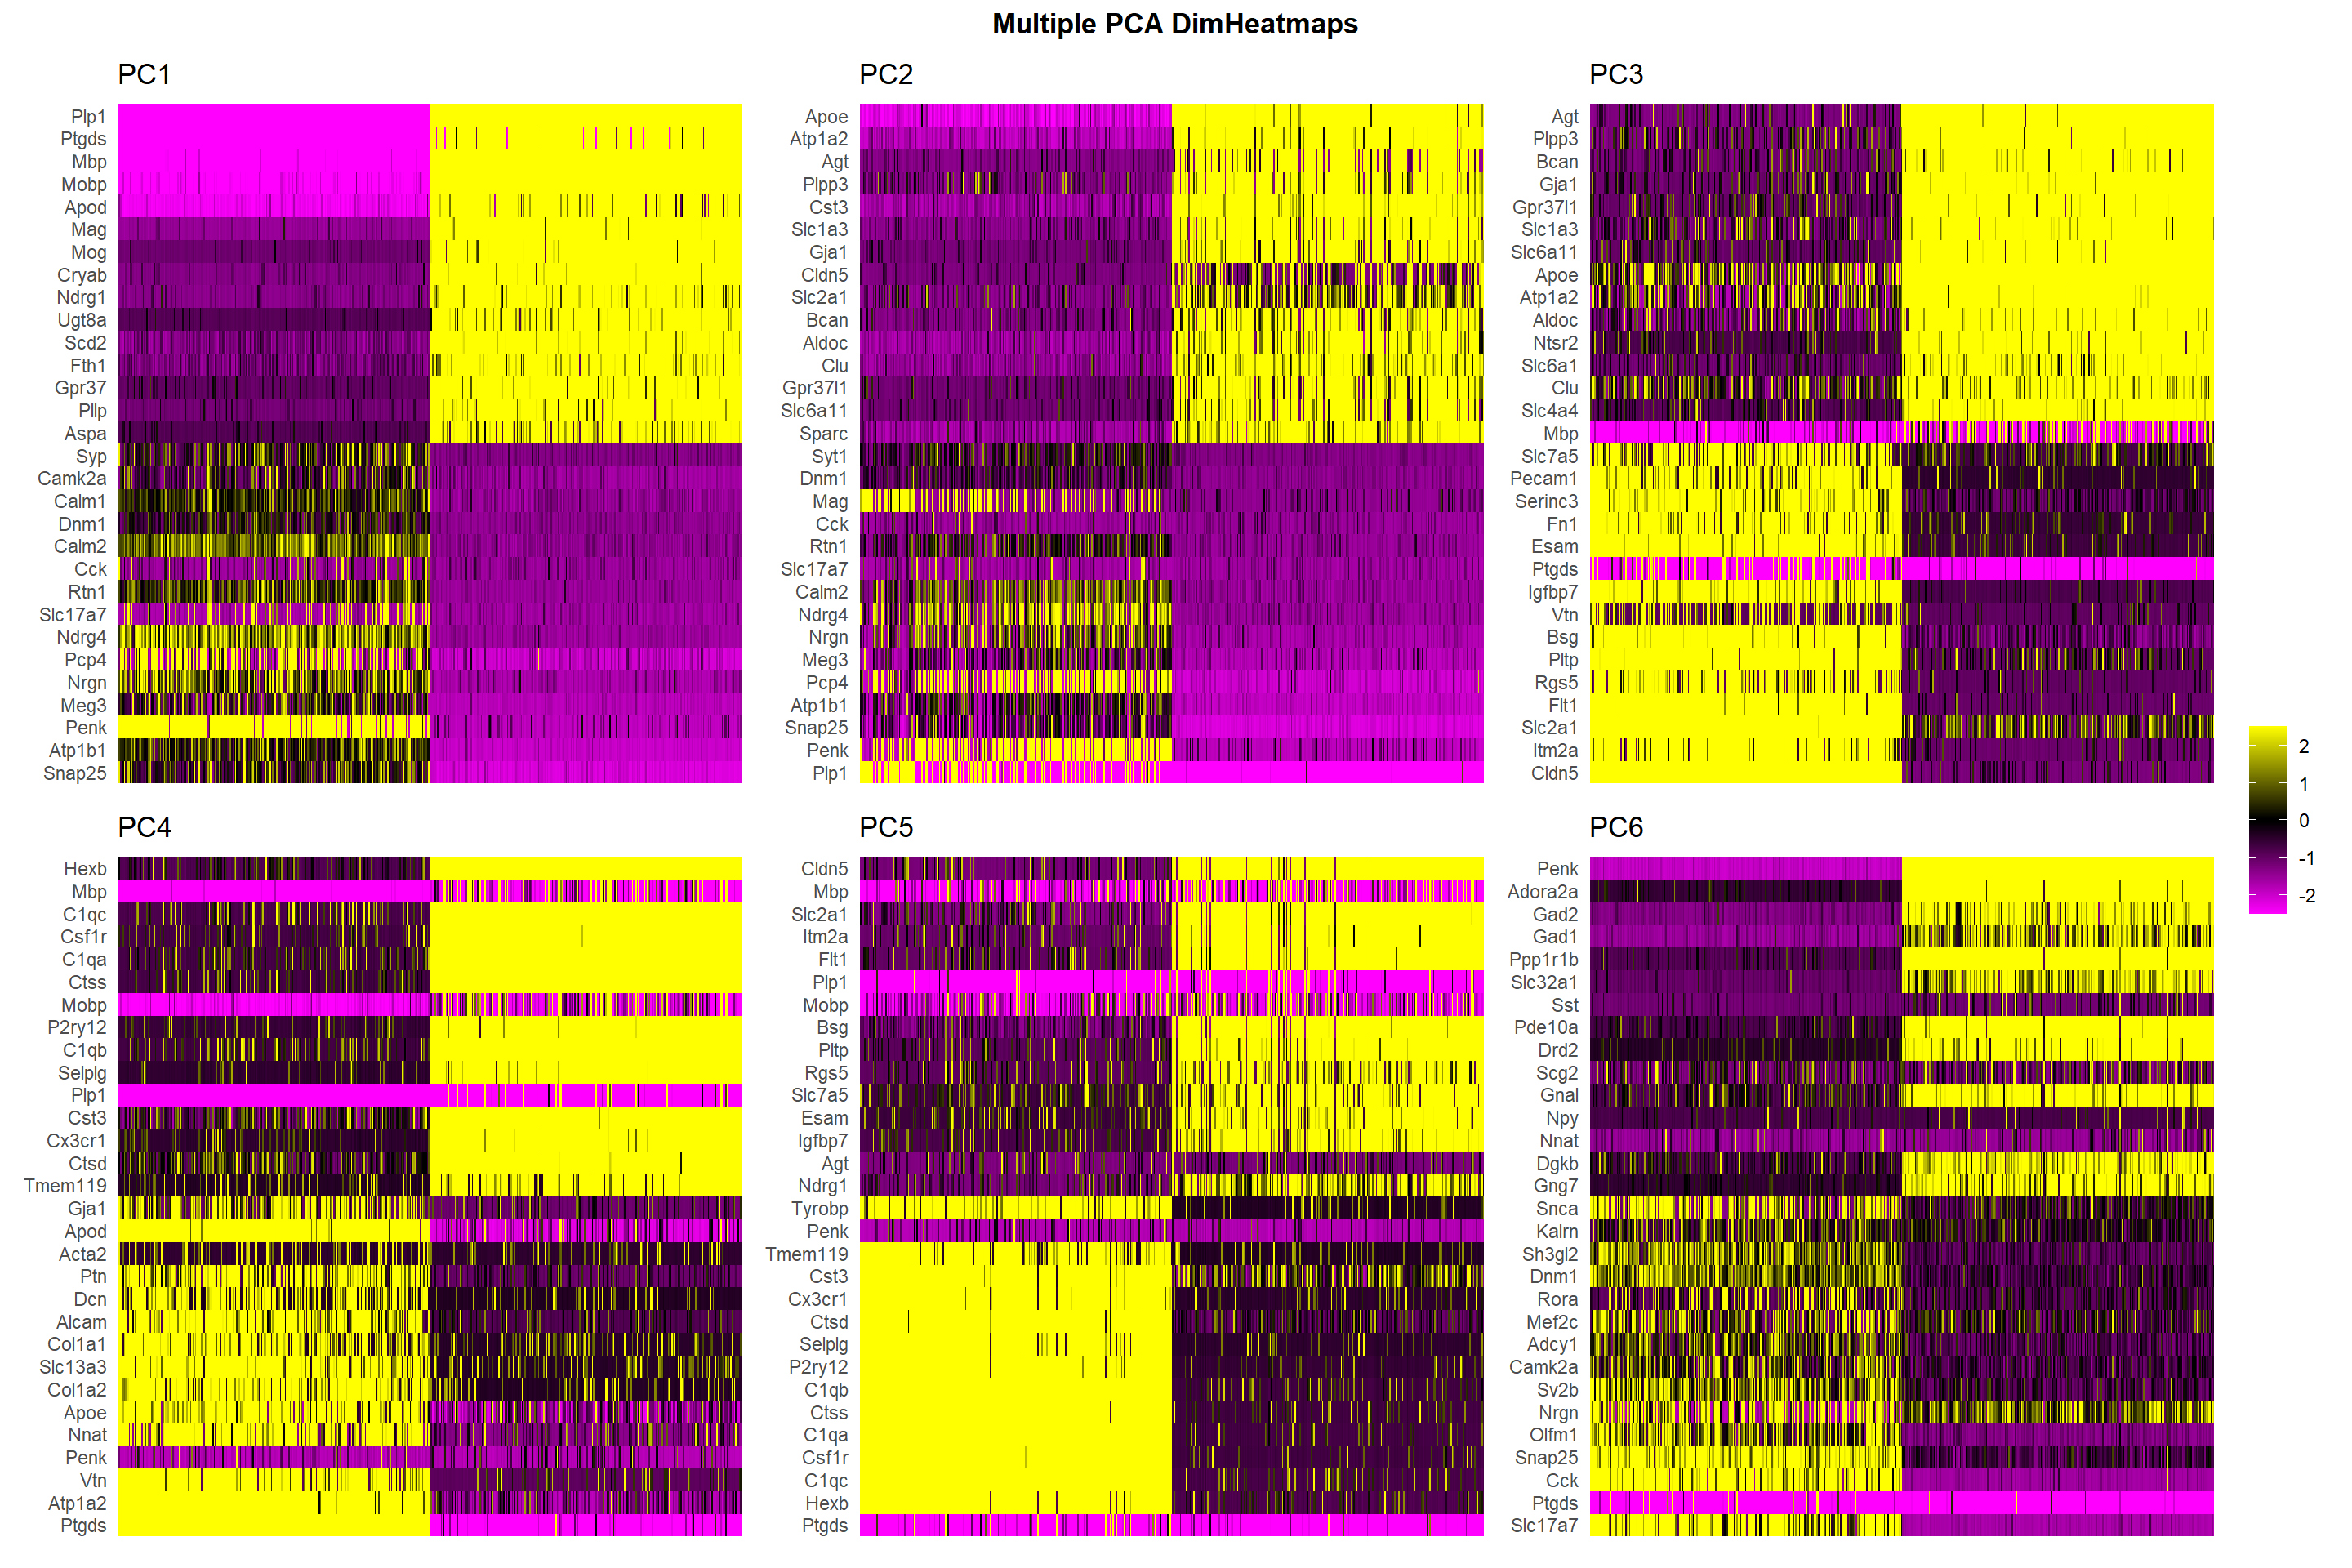 Multiple PCA DimHeatmaps
PC1
Plp1
Ptgds
Mbp
Mobp
Apod
Mag
Mog
Cryab
Ndrg1
Ugt8a
Scd2
Fth1
Gpr37
Pllp
Aspa
Syp
Camk2a
Calm1
Dnm1
Calm2
Cck
Rtn1
Slc17a7
Ndrg4
Pcp4
Nrgn
Meg3
Penk
Atp1b1
Snap25
PC2
Apoe
Atp1a2
Agt
Plpp3
Cst3
Slc1a3
Gja1
Cldn5
Slc2a1
Bcan
Aldoc
Clu
Gpr37l1
Slc6a11
Sparc
Syt1
Dnm1
Mag
Cck
Rtn1
Slc17a7
Calm2
Ndrg4
Nrgn
Meg3
Pcp4
Atp1b1
Snap25
Penk
Plp1
PC3
Agt
Plpp3
Bcan
Gja1
Gpr37l1
Slc1a3
Slc6a11
Apoe
Atp1a2
Aldoc
Ntsr2
Slc6a1
Clu
Slc4a4
Mbp
Slc7a5
Pecam1
Serinc3
Fn1
Esam
Ptgds
Igfbp7
Vtn
Bsg
Pltp
Rgs5
Flt1
Slc2a1
Itm2a
Cldn5
PC4
Hexb
Mbp
C1qc
Csf1r
C1qa
Ctss
Mobp
P2ry12
C1qb
Selplg
Plp1
Cst3
Cx3cr1
Ctsd
Tmem119
Gja1
Apod
Acta2
Ptn
Dcn
Alcam
Col1a1
Slc13a3
Col1a2
Apoe
Nnat
Penk
Vtn
Atp1a2
Ptgds
PC5
Cldn5
Mbp
Slc2a1
Itm2a
Flt1
Plp1
Mobp
Bsg
Pltp
Rgs5
Slc7a5
Esam
Igfbp7
Agt
Ndrg1
Tyrobp
Penk
Tmem119
Cst3
Cx3cr1
Ctsd
Selplg
P2ry12
C1qb
Ctss
C1qa
Csf1r
C1qc
Hexb
Ptgds
PC6
Penk
Adora2a
Gad2
Gad1
Ppp1r1b
Slc32a1
Sst
Pde10a
Drd2
Scg2
Gnal
Npy
Nnat
Dgkb
Gng7
Snca
Kalrn
Sh3gl2
Dnm1
Rora
Mef2c
Adcy1
Camk2a
Sv2b
Nrgn
Olfm1
Snap25
Cck
Ptgds
Slc17a7
2
1
0
-1
-2